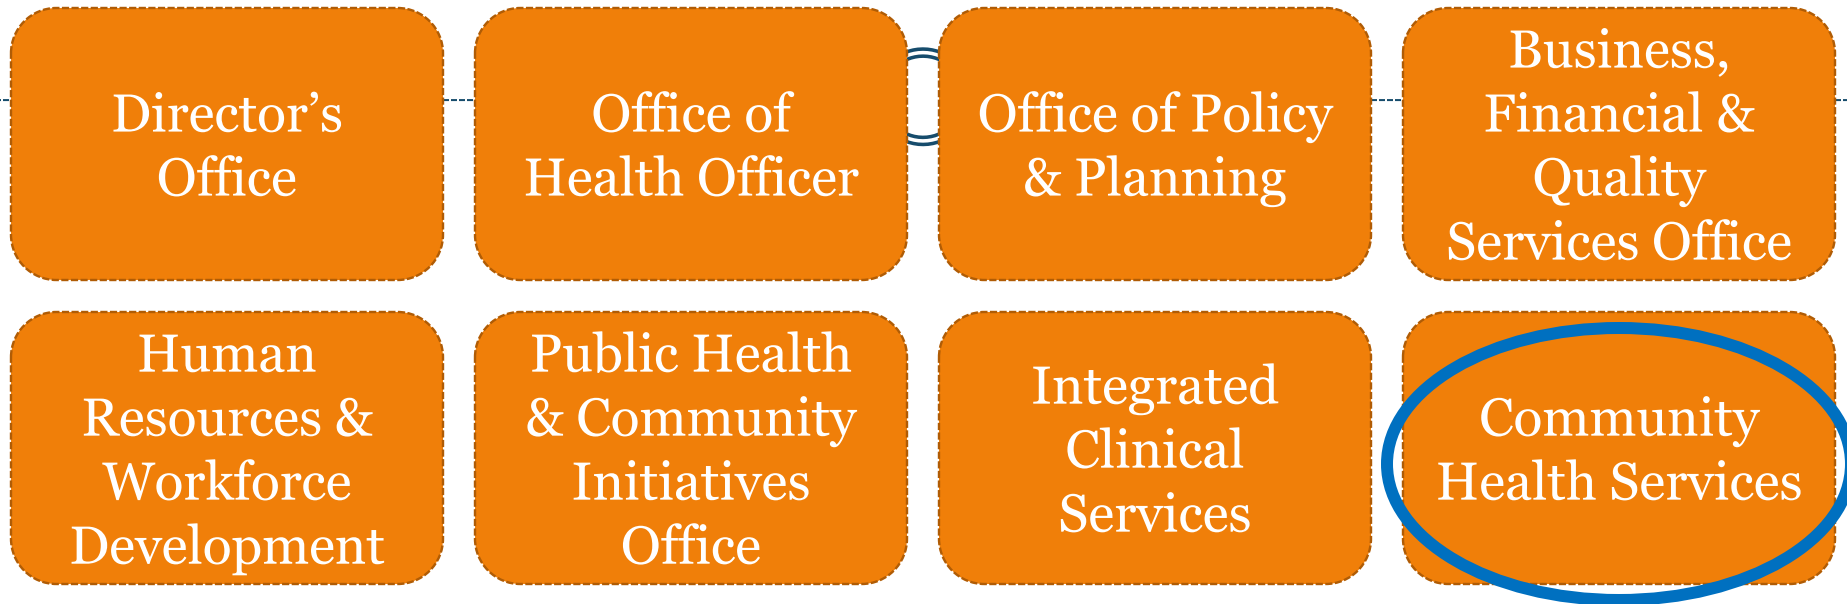 Director’s
Office
Office of
Health Officer
Office of Policy
& Planning
Business,
Financial &
Quality
Services Office
Human
Resources &
Workforce
Development
Public Health
& Community
Initiatives
Office
Integrated
Clinical
Services
Community
Health Services